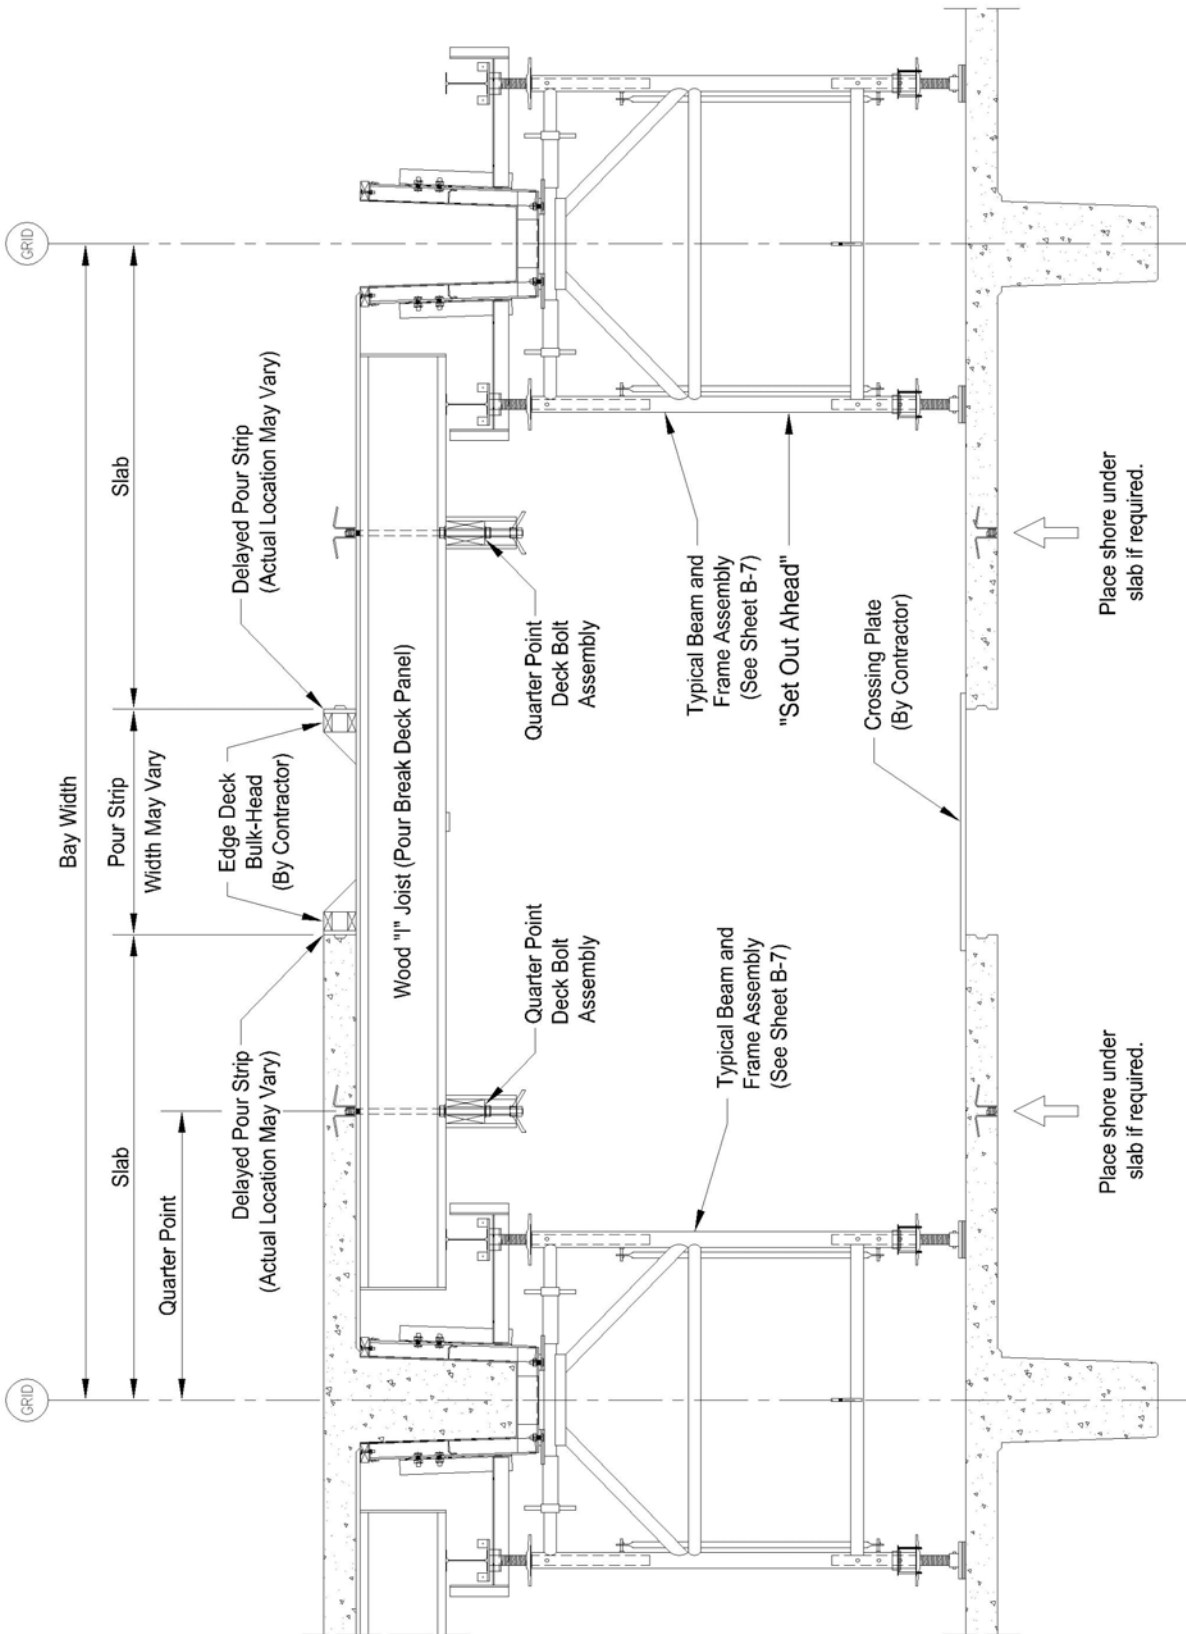 GRID
GRID
Bay Width
Slab
Pour Strip
Width May Vary
Slab
Quarter Point
Delayed Pour Strip
(Actual Location May Vary)
Edge Deck
Bulk-Head
(By Contractor)
Delayed Pour Strip
(Actual Location May Vary)
Wood "I" Joist (Pour Break Deck Panel)
Quarter Point
Deck Bolt
Assembly
Quarter Point
Deck Bolt
Assembly
Typical Beam and
Frame Assembly
(See Sheet B-7)
Typical Beam and
Frame Assembly
(See Sheet B-7)
"Set Out Ahead"
Crossing Plate
(By Contractor)
Place shore under
slab if required.
Place shore under
slab if required.